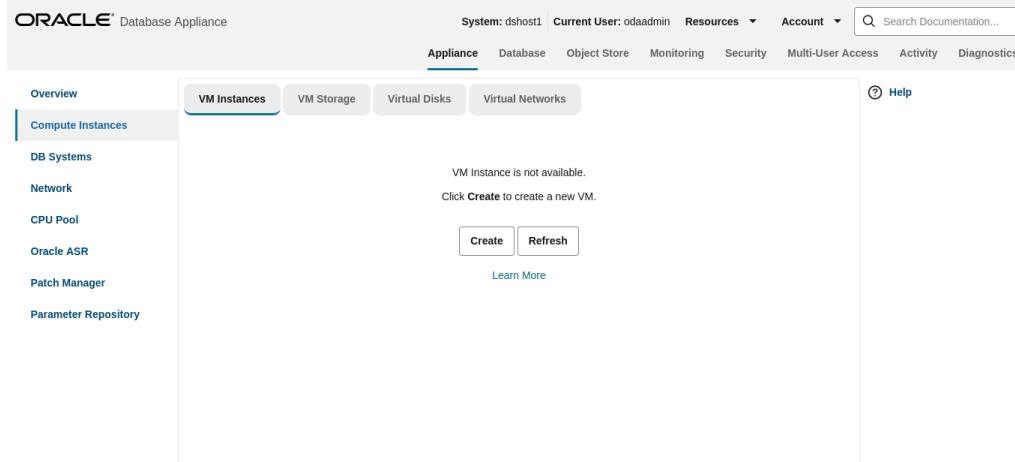 ORACLE® Database Appliance
System: dshost1 Current User: odaadmin Resources Account Search Documentation...
Appliance Database Object Store Monitoring Security Multi-User Access Activity Diagnostics
Overview
Compute Instances
DB Systems
Network
CPU Pool
Oracle ASR
Patch Manager
Parameter Repository
VM Instances VM Storage Virtual Disks Virtual Networks
VM Instance is not available.
Click Create to create a new VM.
Create Refresh
Learn More
Help